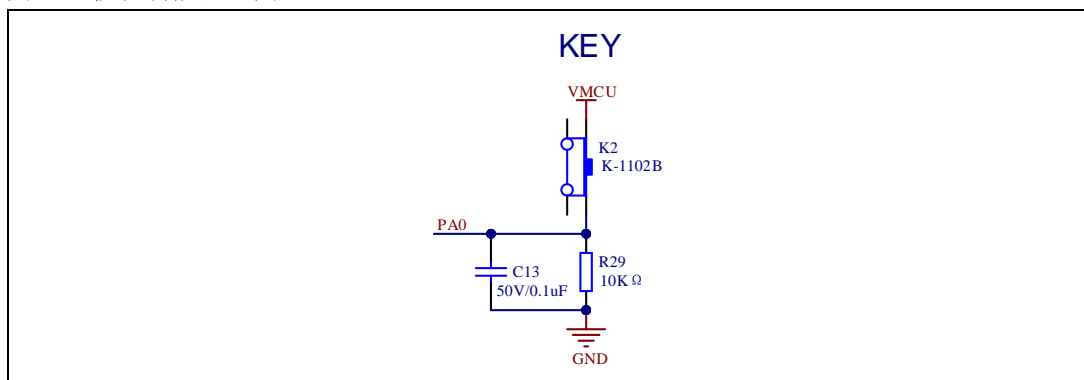 KEY
VMCU
K2
K-1102B
PA0
C13
50V/0.1uF
R29
10KΩ
GND